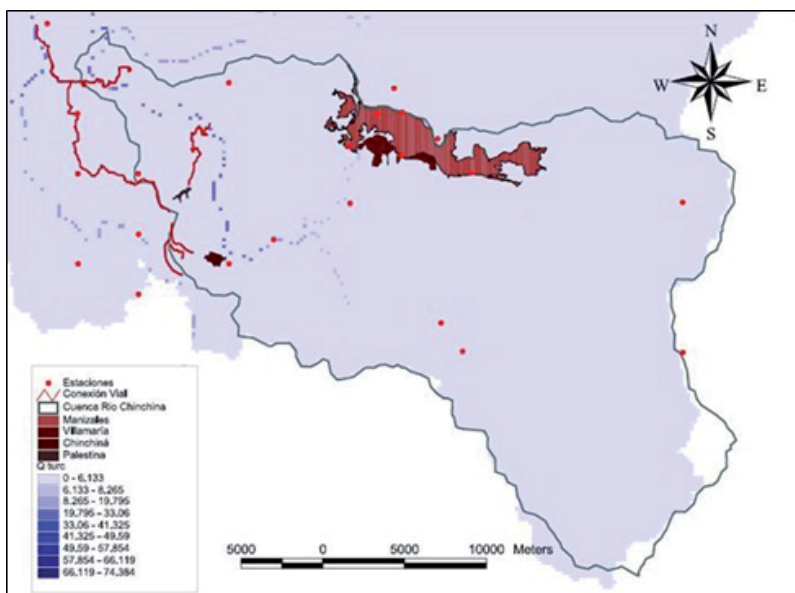 N
W E
S
Estaciones
Conexión Vial
Cuenca Río Chinchina
Manizales
Villamaría
Chinchiná
Palestina
Q turc
0 - 6.133
6.133 - 8.265
8.265 - 19.795
19.795 - 33.06
33.06 - 41.325
41.325 - 49.59
49.59 - 57.854
57.854 - 66.119
66.119 - 74.384
5000 0 5000 10000 Meters